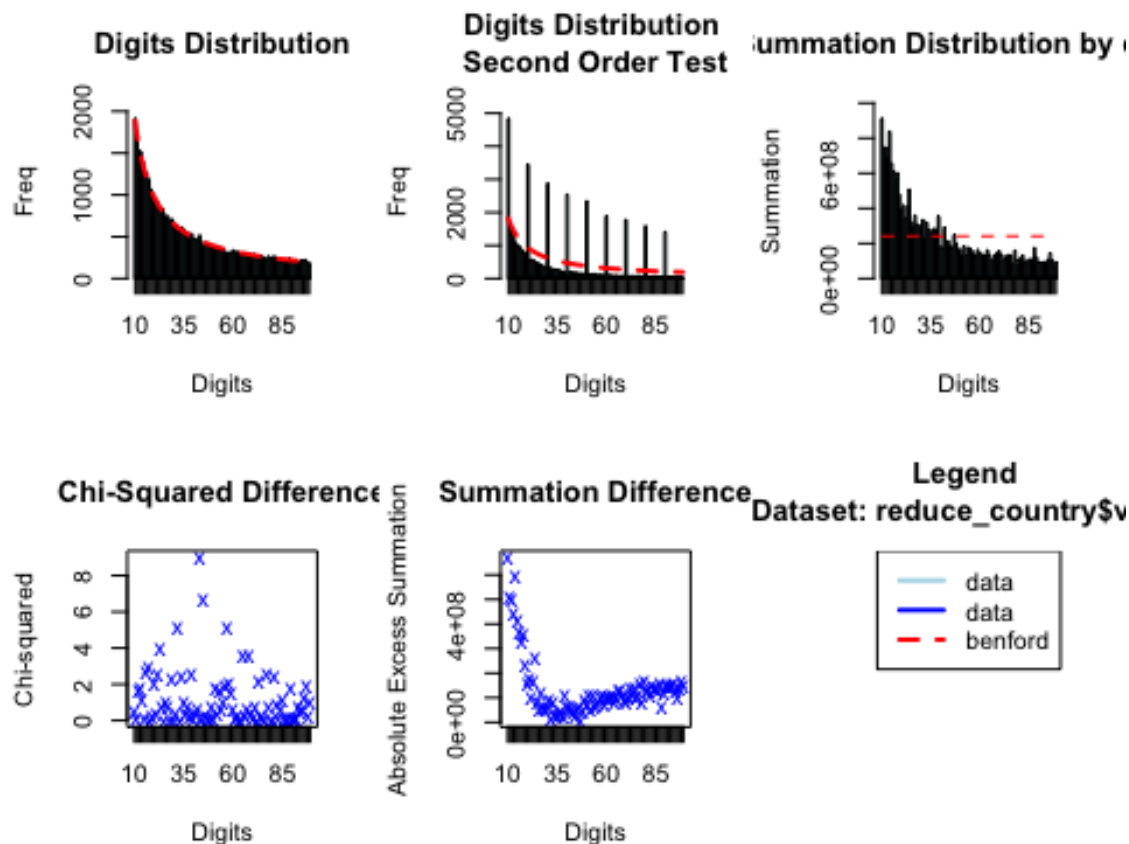 Digits Distribution
Freq
0
1000
2000
10
35
60
85
Digits
Digits Distribution
Second Order Test
Freq
0
2000
5000
10
35
60
85
Digits
Summation Distribution by
Summation
0e+00
6e+08
10
35
60
85
Digits
Chi-Squared Difference
Chi-squared
0
2
4
6
8
10
35
60
85
Digits
Summation Difference
Absolute Excess Summation
0e+00
4e+08
10
35
60
85
Digits
Legend
Dataset: reduce_country$v
data
data
benford